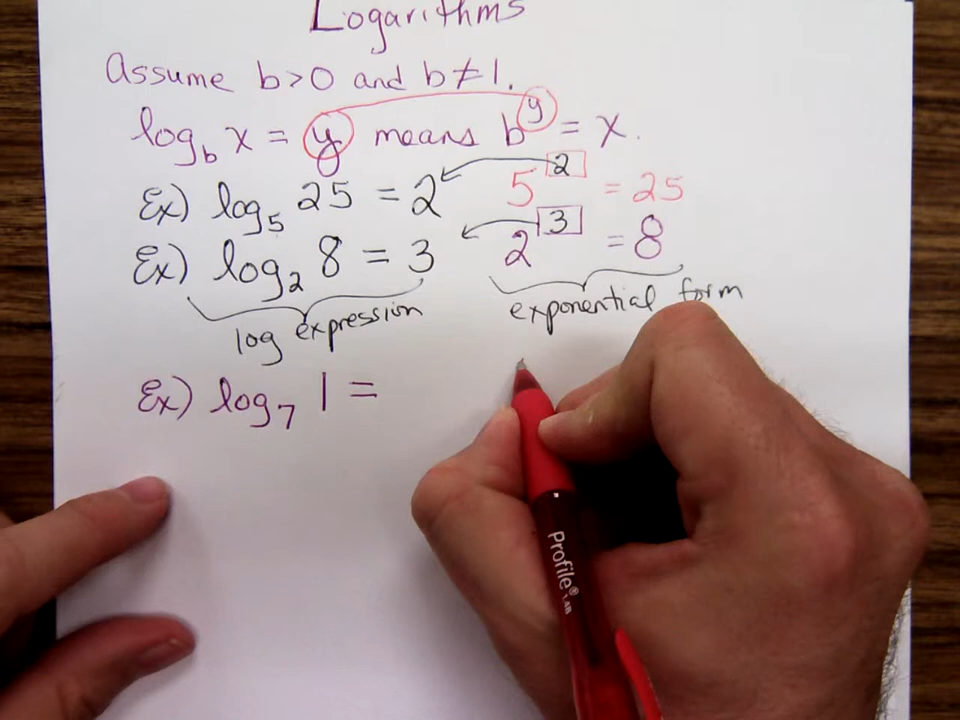 Logarithms
Assume b>0 and b≠1.
log_b x = y means b^y = x.
Ex) log_5 25 = 2 5^2 = 25
Ex) log_2 8 = 3 2^3 = 8
log expression exponential form
Ex) log_7 1 =
Profile® LAB